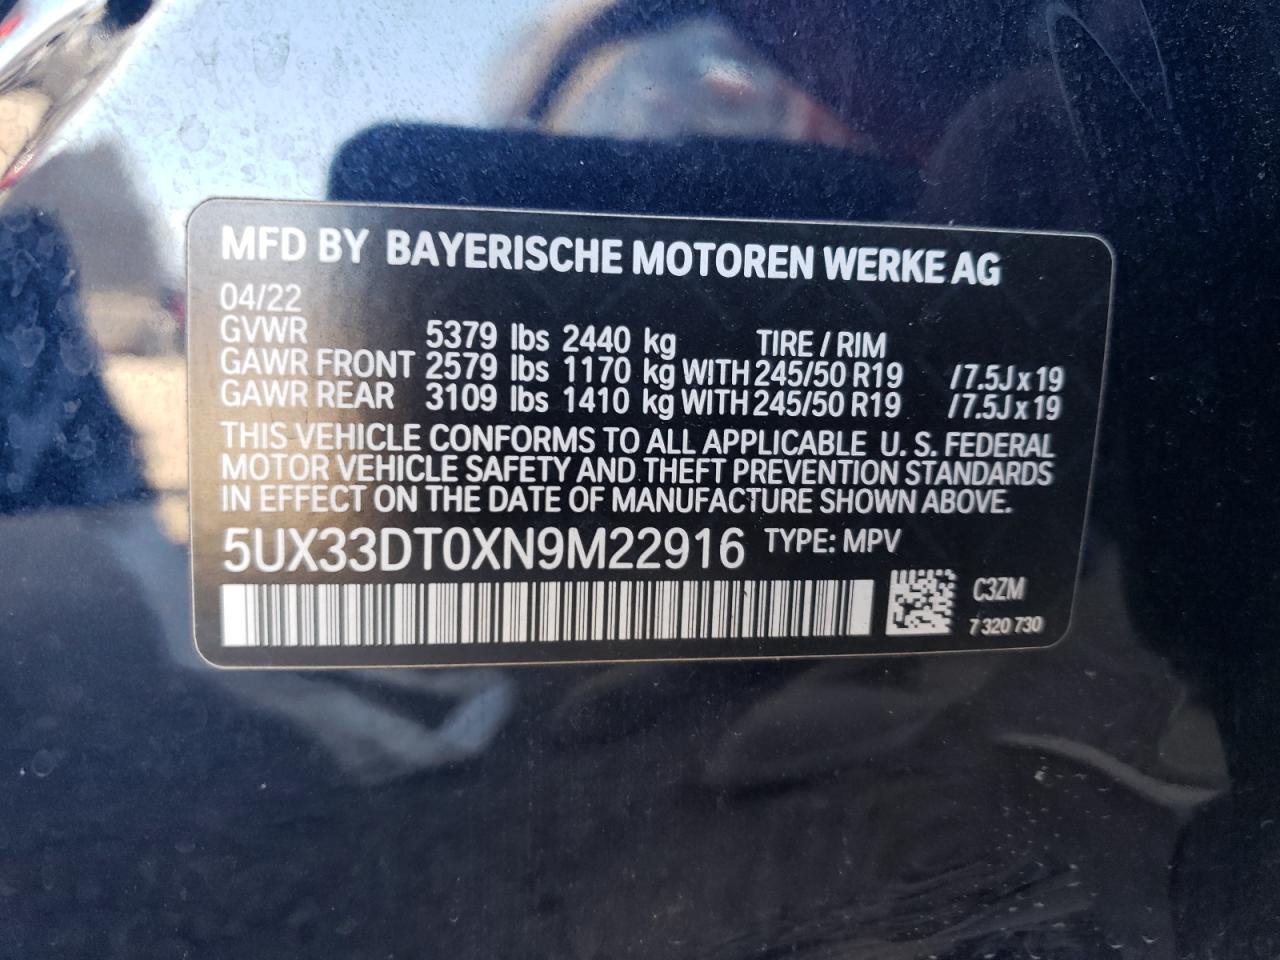 MFD BY BAYERISCHE MOTOREN WERKE AG
04/22
GVWR 5379 lbs 2440 kg TIRE / RIM
GAWR FRONT 2579 lbs 1170 kg WITH 245/50 R19 /7.5J x 19
GAWR REAR 3109 lbs 1410 kg WITH 245/50 R19 /7.5J x 19
THIS VEHICLE CONFORMS TO ALL APPLICABLE U. S. FEDERAL
MOTOR VEHICLE SAFETY AND THEFT PREVENTION STANDARDS
IN EFFECT ON THE DATE OF MANUFACTURE SHOWN ABOVE.
5UX33DT0XN9M22916 TYPE: MPV
C3ZM
7 320 730